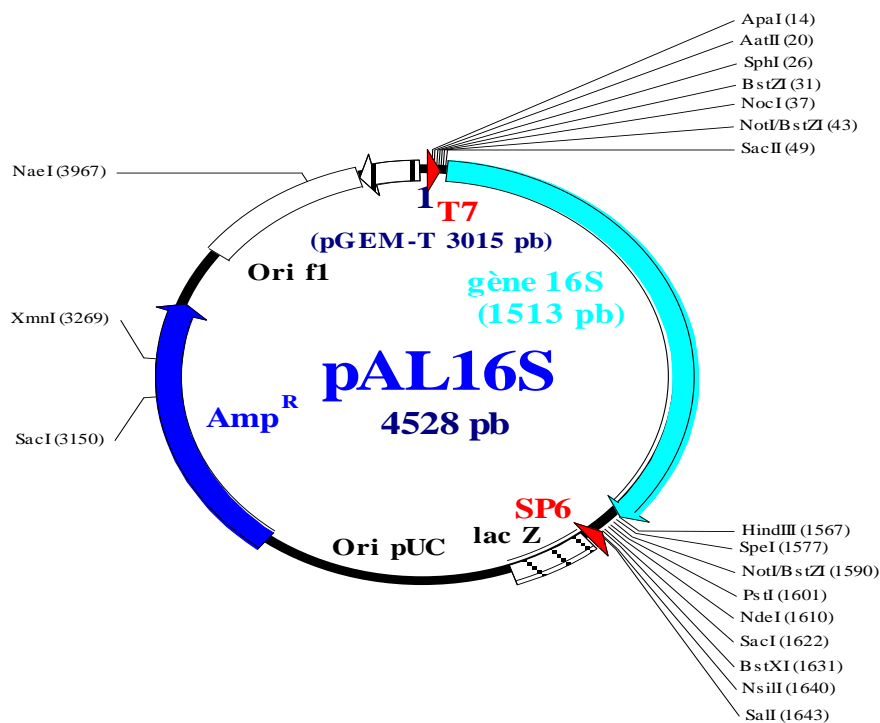 ApaI (14)
AatII (20)
SphI (26)
BstZI (31)
NocI (37)
NotI/BstZI (43)
SacII (49)
NaeI (3967)
1
T7
(pGEM-T 3015 pb)
Ori f1
gène 16S
(1513 pb)
XmnI (3269)
pAL16S
Amp R
4528 pb
SacI (3150)
SP6
lac Z
Ori pUC
HindIII (1567)
SpeI (1577)
NotI/BstZI (1590)
PstI (1601)
NdeI (1610)
SacI (1622)
BstXI (1631)
NsilI (1640)
SalI (1643)